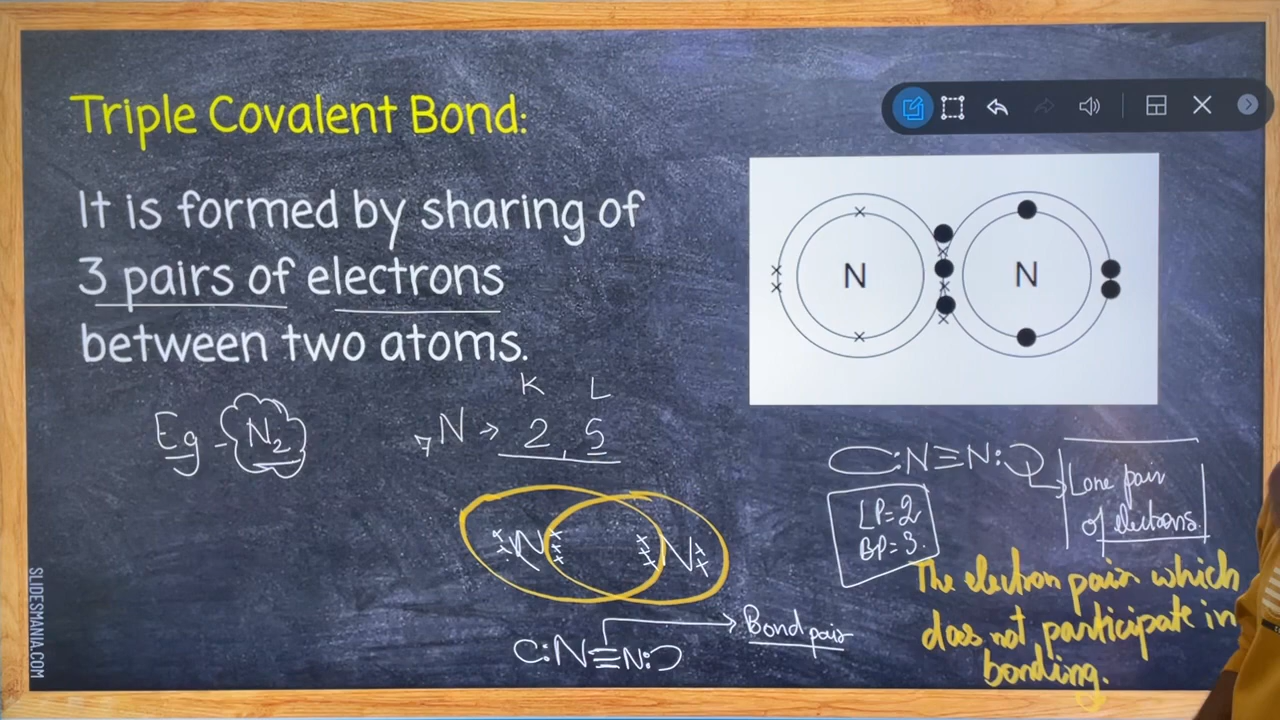 Triple Covalent Bond:
It is formed by sharing of
3 pairs of electrons
between two atoms.
Eg - N₂
₇N → 2, 5
K L
N N
:N≡N:
Bond pair
N N
:N≡N:
Lone pair
of electrons.
LP=2
BP=3.
The electron pair which
does not participate in
bonding.
SLIDESMANIA.COM